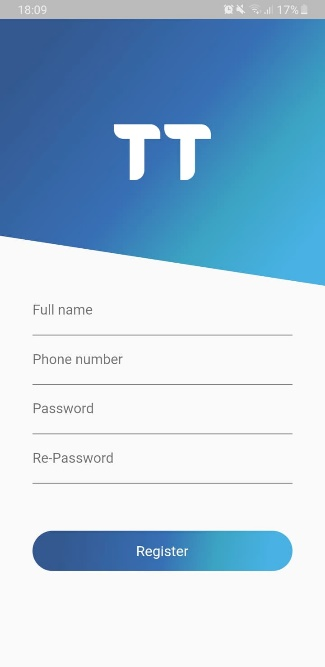 18:09
17%
TT
Full name
Phone number
Password
Re-Password
Register